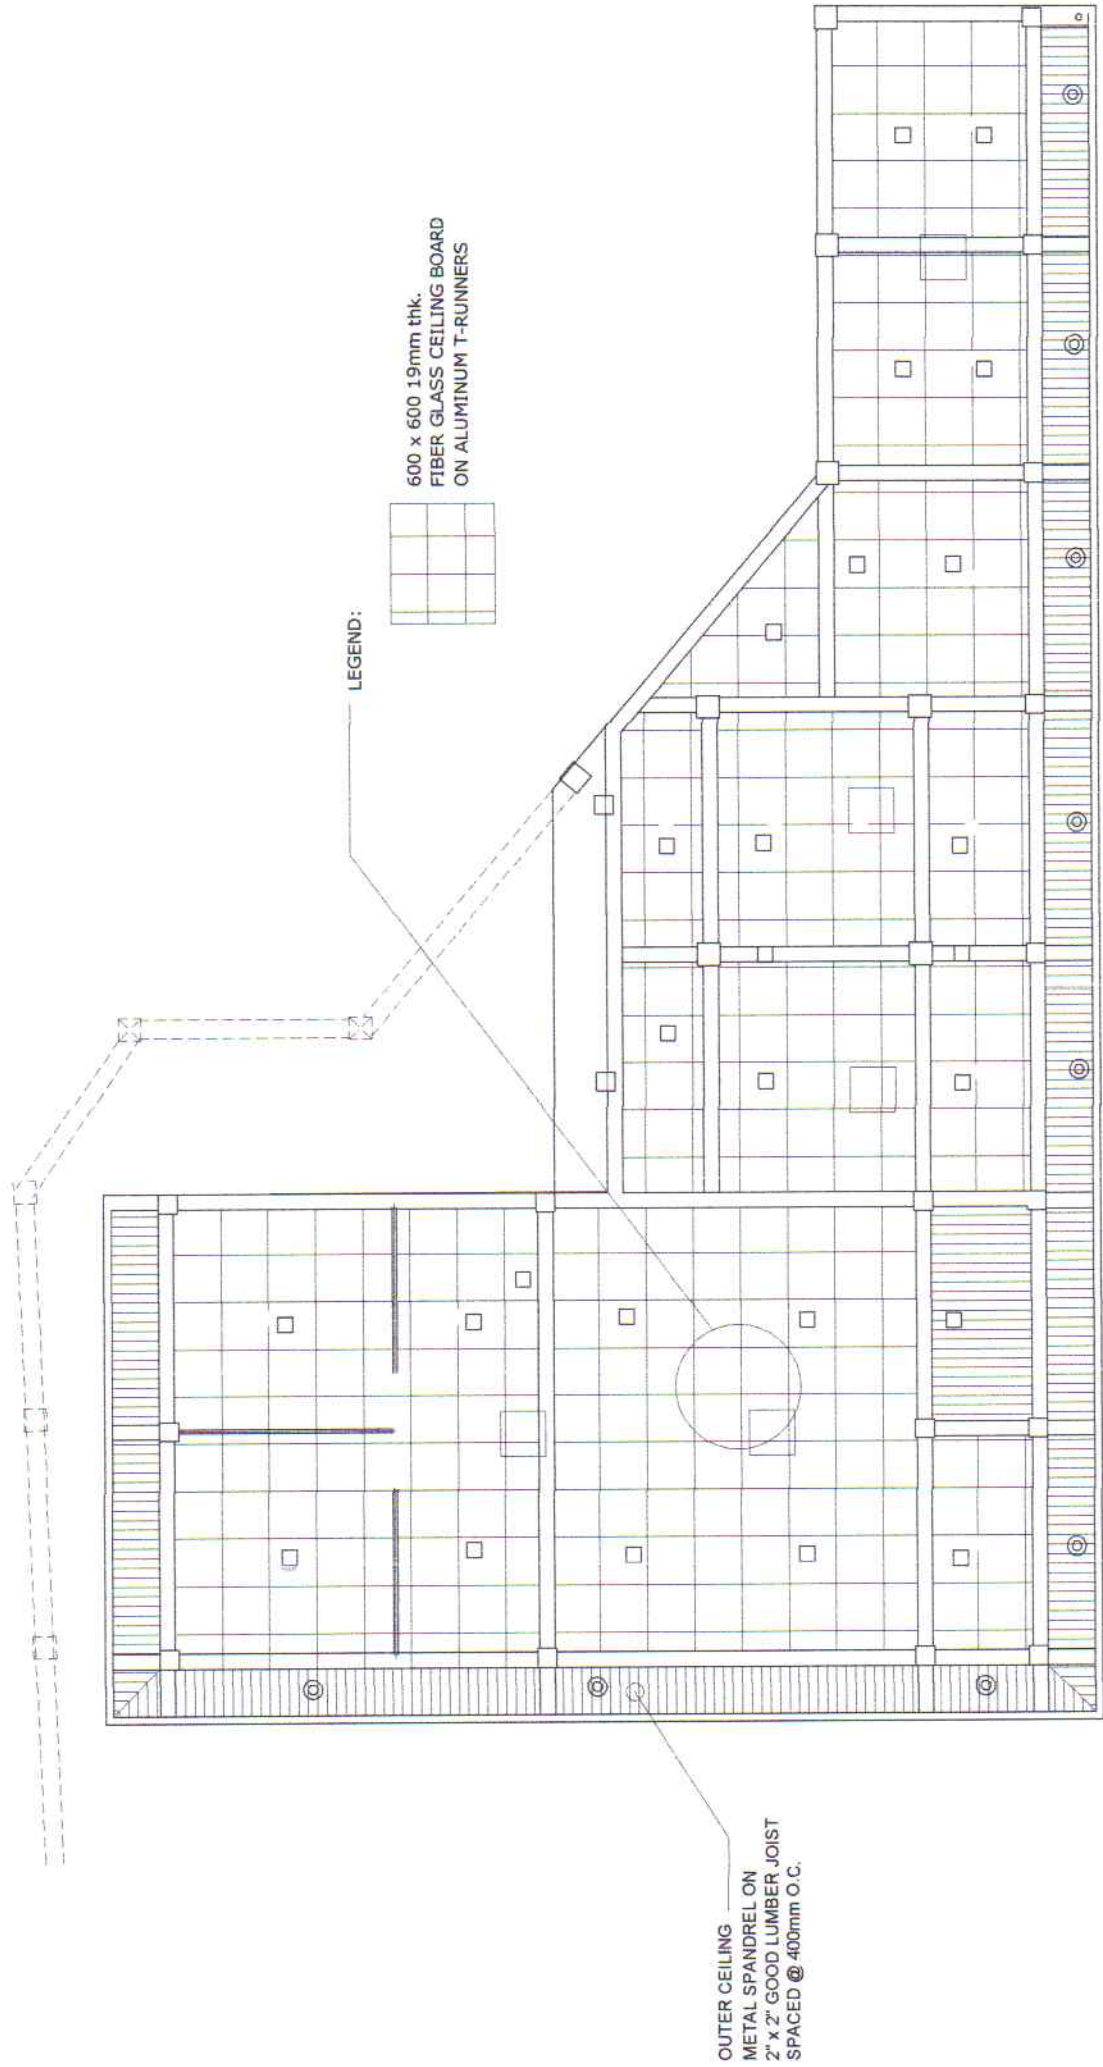 LEGEND:
600 x 600 19mm thk.
FIBER GLASS CEILING BOARD
ON ALUMINUM T-RUNNERS
OUTER CEILING
METAL SPANDREL ON
2" x 2" GOOD LUMBER JOIST
SPACED @ 400mm O.C.